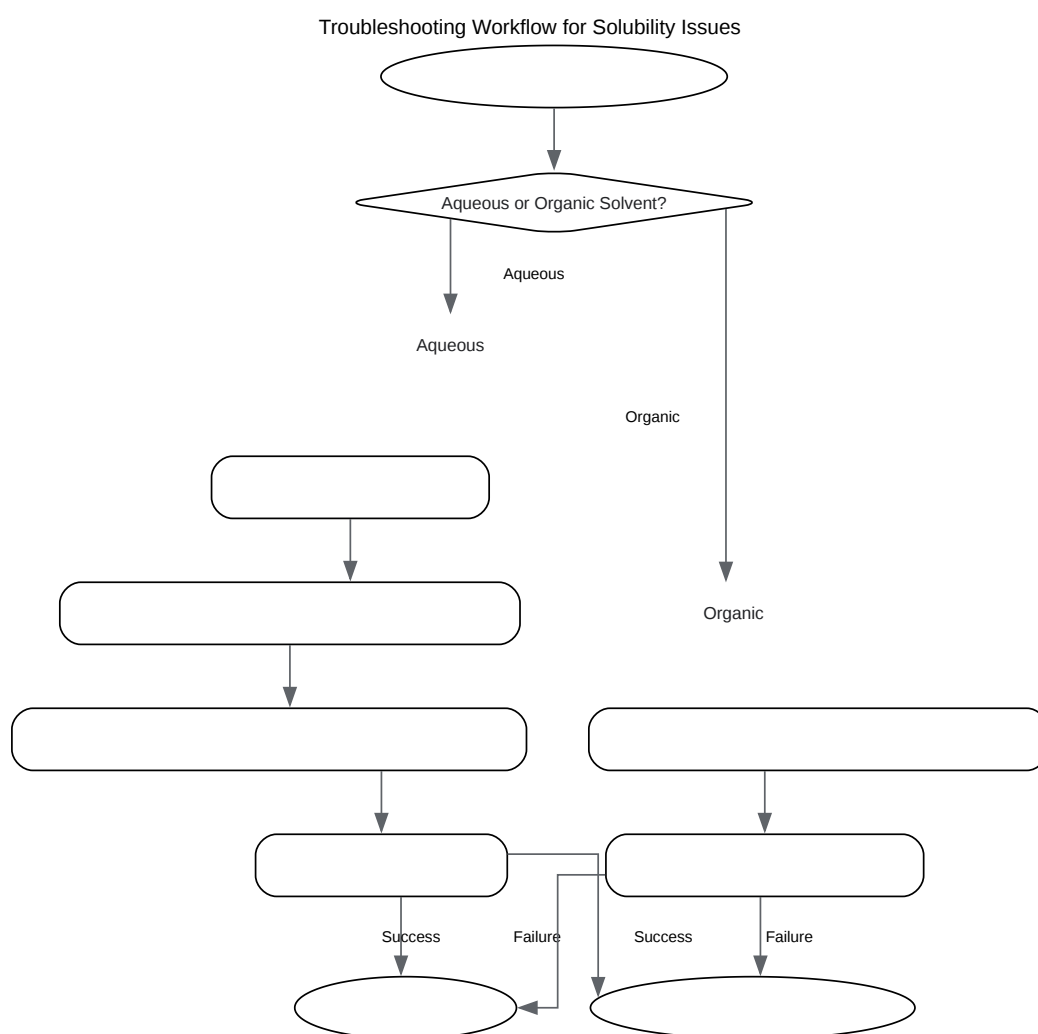 Troubleshooting Workflow for Solubility Issues
Aqueous or Organic Solvent?
Aqueous
Aqueous
Organic
Organic
Success
Failure
Success
Failure